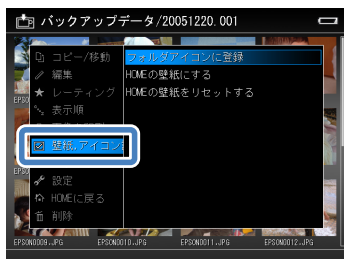 バックアップデータ/20051220.001
コピー/移動
フォルダアイコンに登録
編集
HOMEの壁紙にする
レーティング
HOMEの壁紙をリセットする
表示順
壁紙,アイコン
設定
HOMEに戻る
削除
EPSON0009.JPG
EPSON0010.JPG
EPSON0011.JPG
EPSON0012.JPG